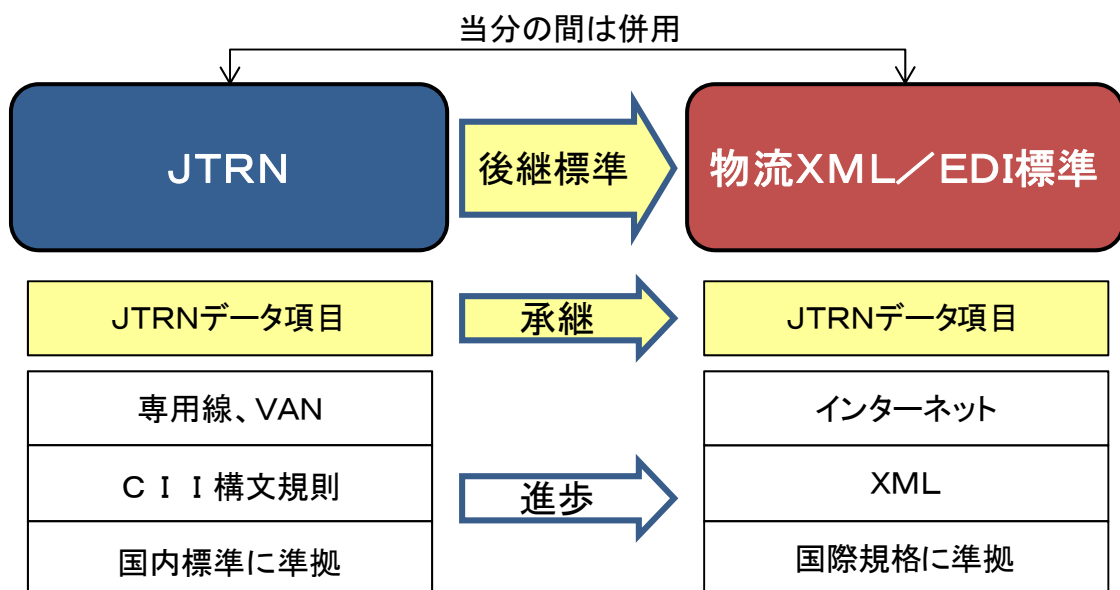 当分の間は併用
JTRN
後継標準
物流XML／EDI標準
JTRNデータ項目
承継
JTRNデータ項目
専用線、VAN
インターネット
ＣＩＩ構文規則
進歩
XML
国内標準に準拠
国際規格に準拠